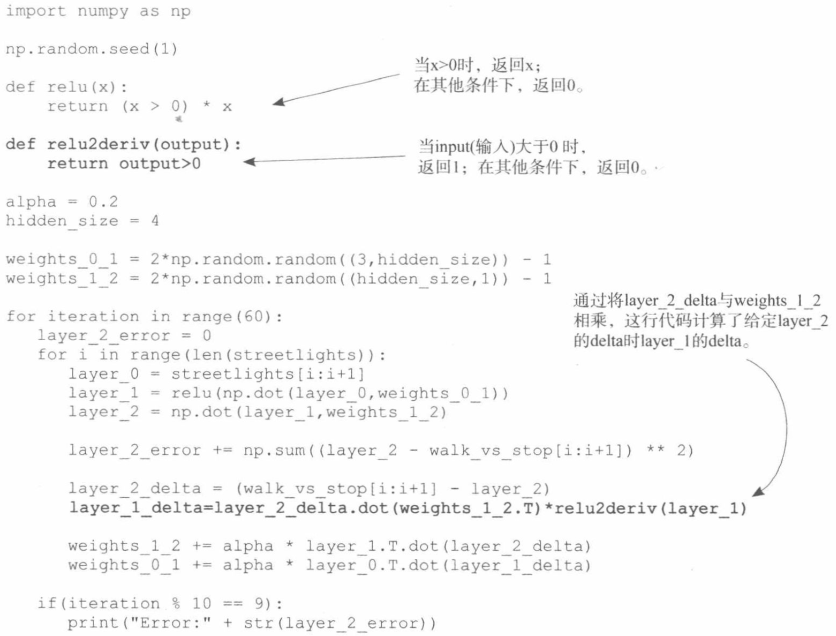 import numpy as np
np.random.seed(1)
def relu(x):
    return (x > 0) * x
当x>0时，返回x；
在其他条件下，返回0。
def relu2deriv(output):
    return output>0
当input(输入)大于0 时，
返回1；在其他条件下，返回0。
alpha = 0.2
hidden_size = 4
weights_0_1 = 2*np.random.random((3,hidden_size)) - 1
weights_1_2 = 2*np.random.random((hidden_size,1)) - 1
通过将layer_2_delta与weights_1_2
相乘，这行代码计算了给定layer_2
的delta时layer_1的delta。
for iteration in range(60):
   layer_2_error = 0
   for i in range(len(streetlights)):
      layer_0 = streetlights[i:i+1]
      layer_1 = relu(np.dot(layer_0,weights_0_1))
      layer_2 = np.dot(layer_1,weights_1_2)
      layer_2_error += np.sum((layer_2 - walk_vs_stop[i:i+1]) ** 2)
      layer_2_delta = (walk_vs_stop[i:i+1] - layer_2)
      layer_1_delta=layer_2_delta.dot(weights_1_2.T)*relu2deriv(layer_1)
      weights_1_2 += alpha * layer_1.T.dot(layer_2_delta)
      weights_0_1 += alpha * layer_0.T.dot(layer_1_delta)
   if(iteration % 10 == 9):
      print("Error:" + str(layer_2_error))